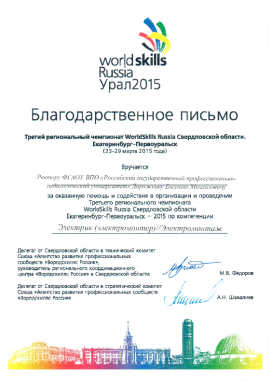 worldskills
Russia
Урал2015
Благодарственное письмо
Третий региональный чемпионат WorldSkills Russia Свердловской области.
Екатеринбург-Первоуральск
(23-29 марта 2015 года)
Вручается
Ректору ФГАОУ ВПО «Российский государственный профессионально-
педагогический университет» Дорожкину Евгению Михайловичу
за оказанную помощь и содействие в организации и проведении
Третьего регионального чемпионата
WorldSkills Russia Свердловской области
Екатеринбург-Первоуральск – 2015 по компетенции
Электрик (электромонтер)//Электромонтаж
Делегат от Свердловской области в технический комитет
Союза «Агентство развития профессиональных
сообществ «Ворлдскиллс Россия»,
руководитель регионального координационного
центра «Ворлдскиллс Россия» в Свердловской области
М.В. Фёдоров
Делегат от Свердловской области в стратегический комитет
Союза «Агентство развития профессиональных сообществ
«Ворлдскиллс Россия»
А.Н. Шавалиев